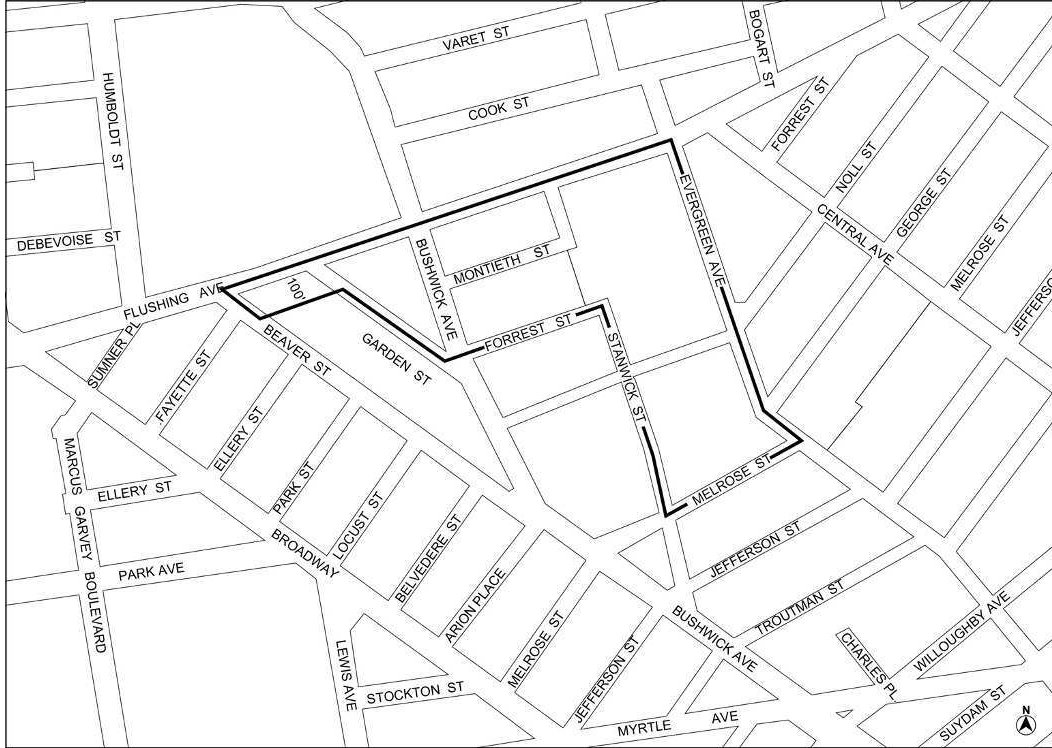 VARET ST
BOGART ST
HUMBOLDT ST
COOK ST
FORREST ST
NOLL ST
GEORGE ST
EVERGREEN AVE
CENTRAL AVE
MELROSE ST
DEBEVOISE ST
BUSHWICK AVE
MONTIETH ST
100'
FLUSHING AVE
JEFFERSO
SUMNER PL
BEAVER ST
GARDEN ST
FORREST ST
STANWICK ST
FAYETTE ST
ELLERY ST
MARCUS GARVEY BOULEVARD
PARK ST
MELROSE ST
ELLERY ST
LOCUST ST
BROADWAY
BELVEDERE ST
JEFFERSON ST
PARK AVE
ARION PLACE
TROUTMAN ST
WILLOUGHBY AVE
BUSHWICK AVE
MELROSE ST
CHARLES PL
LEWIS AVE
JEFFERSON ST
STOCKTON ST
MYRTLE AVE
SUYDAM ST
N